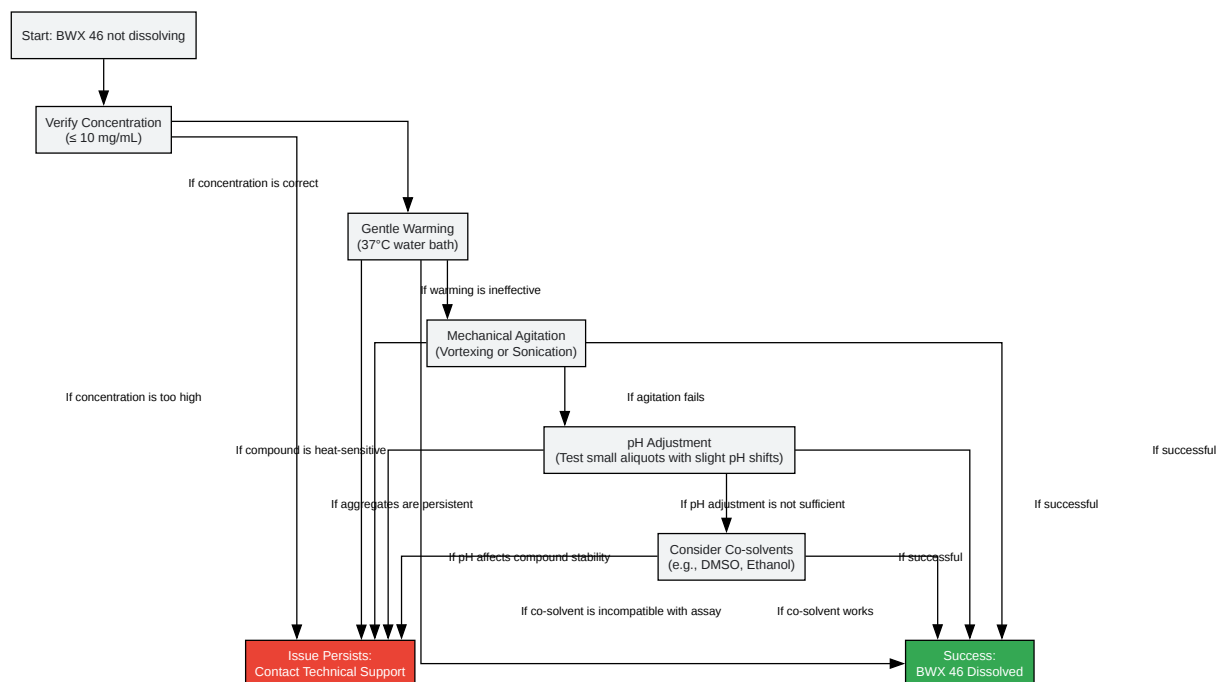 Start: BWX 46 not dissolving
Verify Concentration
(≤ 10 mg/mL)
If concentration is correct
Gentle Warming
(37°C water bath)
If warming is ineffective
Mechanical Agitation
(Vortexing or Sonication)
If concentration is too high
If agitation fails
pH Adjustment
(Test small aliquots with slight pH shifts)
If compound is heat-sensitive
If successful
If aggregates are persistent
If pH adjustment is not sufficient
If successful
Consider Co-solvents
(e.g., DMSO, Ethanol)
If pH affects compound stability
If successful
If co-solvent is incompatible with assay
If co-solvent works
Issue Persists:
Contact Technical Support
Success:
BWX 46 Dissolved